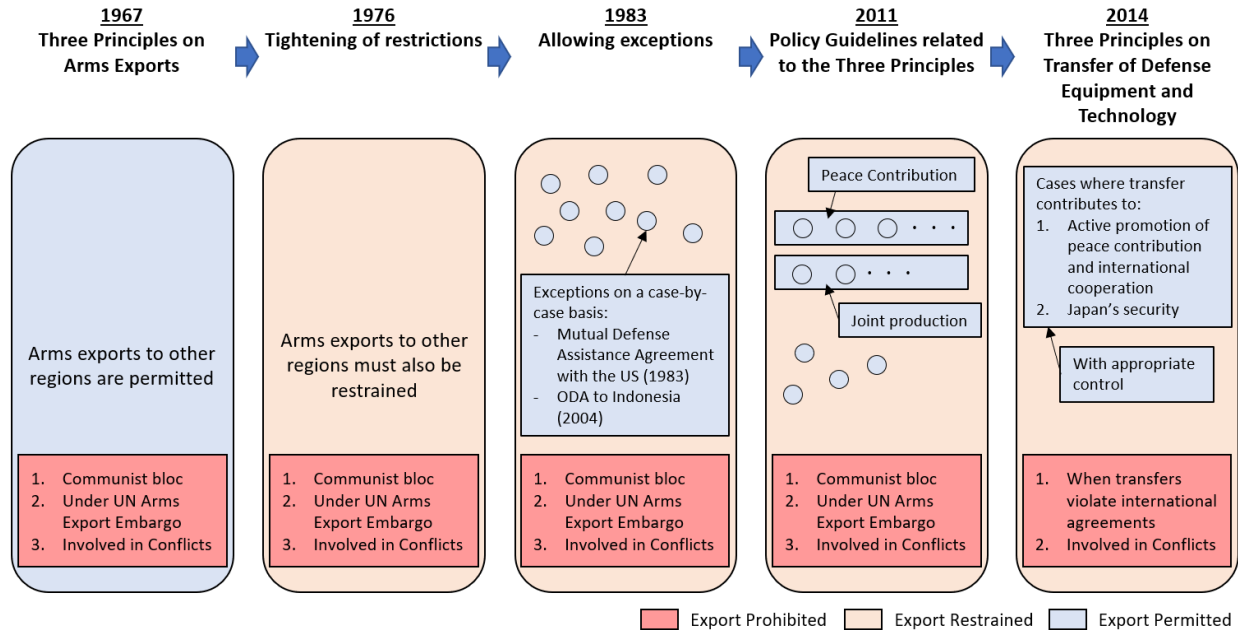 1967
Three Principles on
Arms Exports
1976
Tightening of restrictions
1983
Allowing exceptions
2011
Policy Guidelines related
to the Three Principles
2014
Three Principles on
Transfer of Defense
Equipment and
Technology
Arms exports to other
regions are permitted
1. Communist bloc
2. Under UN Arms
Export Embargo
3. Involved in Conflicts
Arms exports to other
regions must also be
restrained
1. Communist bloc
2. Under UN Arms
Export Embargo
3. Involved in Conflicts
Exceptions on a case-by-
case basis:
- Mutual Defense
Assistance Agreement
with the US (1983)
- ODA to Indonesia
(2004)
1. Communist bloc
2. Under UN Arms
Export Embargo
3. Involved in Conflicts
Peace Contribution
· · ·
· · ·
Joint production
1. Communist bloc
2. Under UN Arms
Export Embargo
3. Involved in Conflicts
Cases where transfer
contributes to:
1. Active promotion of
peace contribution
and international
cooperation
2. Japan's security
With appropriate
control
1. When transfers
violate international
agreements
2. Involved in Conflicts
Export Prohibited
Export Restrained
Export Permitted